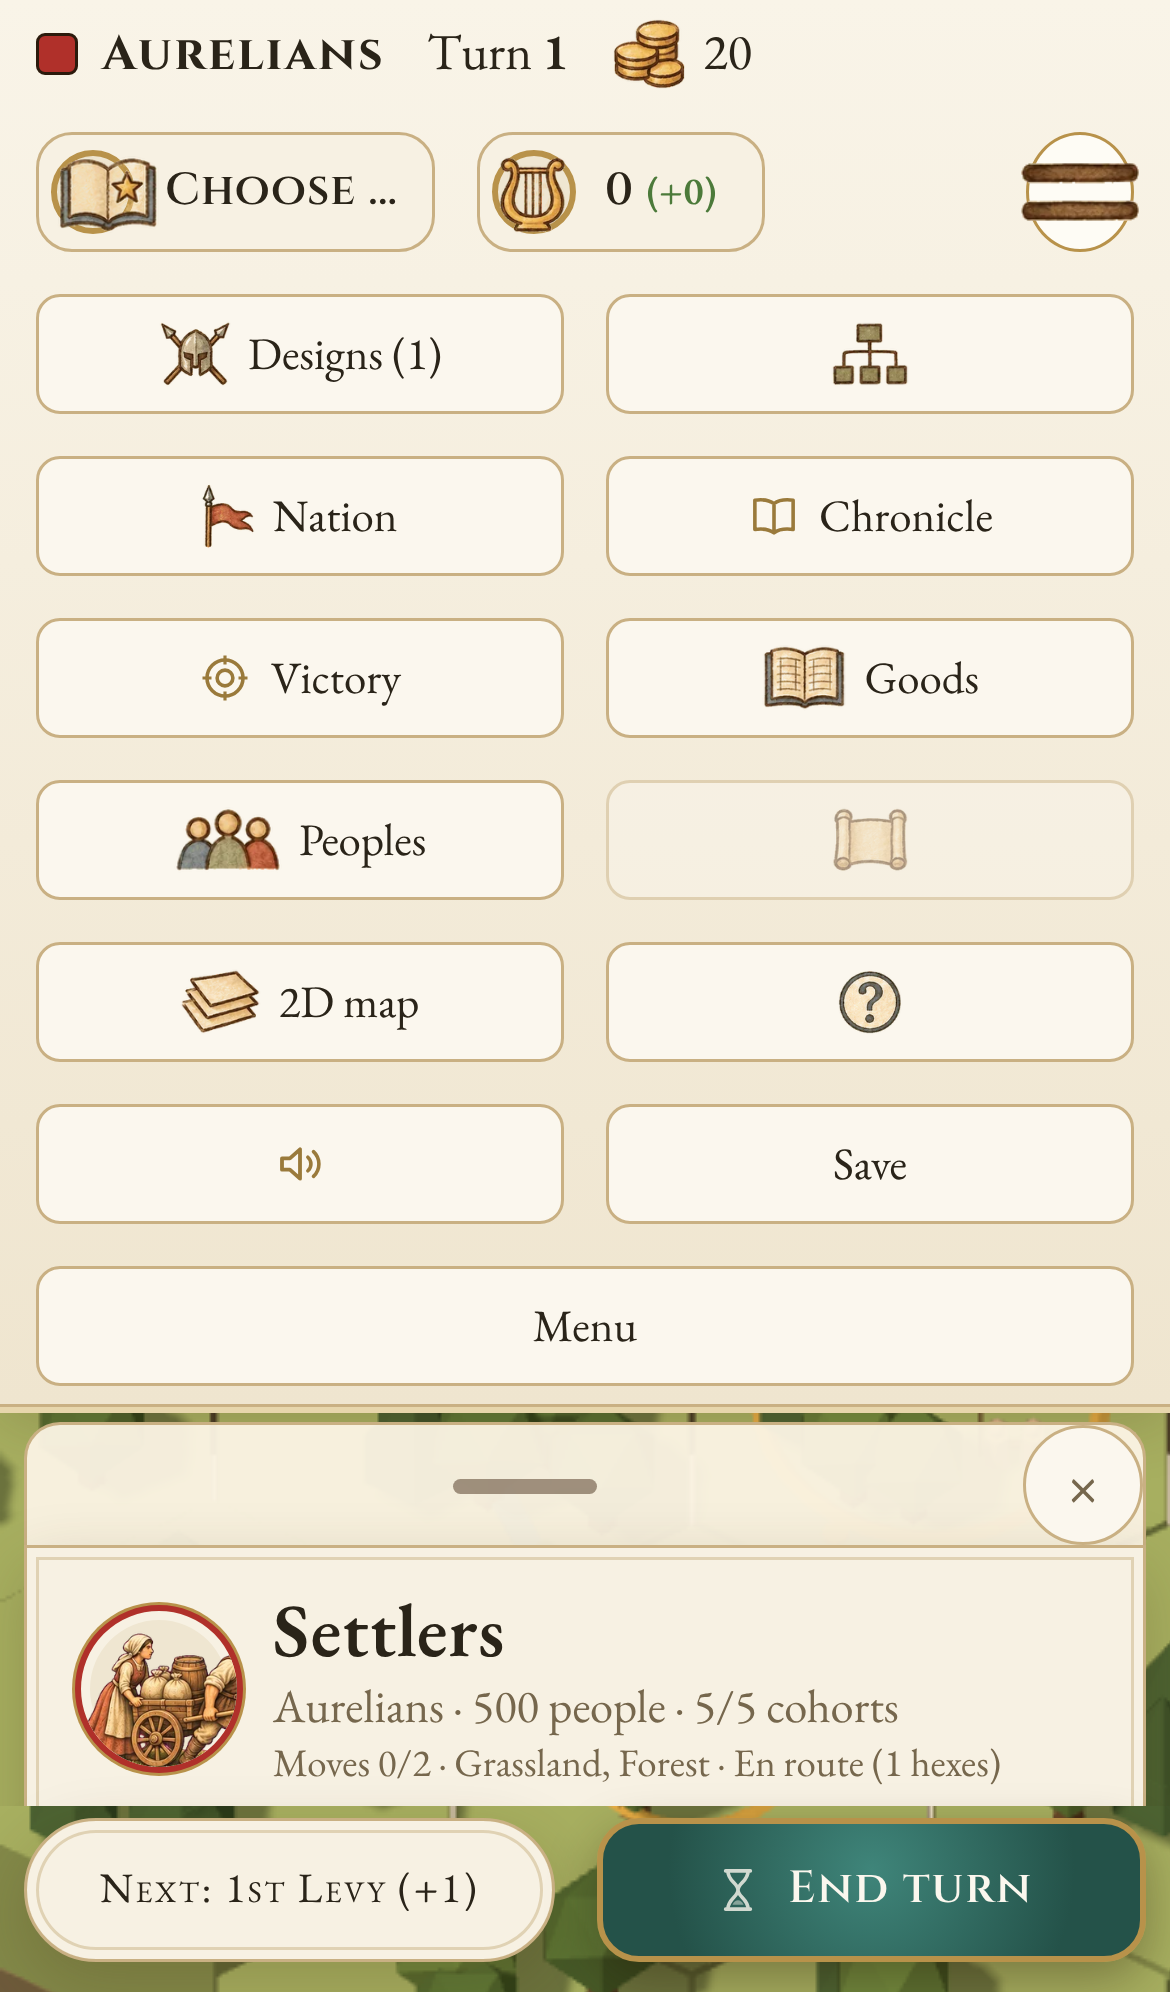 AURELIANS Turn 1 20
CHOOSE ... 0 (+0)
Designs (1)
Nation Chronicle
Victory Goods
Peoples
2D map ?
Save
Menu
×
Settlers
Aurelians · 500 people · 5/5 cohorts
Moves 0/2 · Grassland, Forest · En route (1 hexes)
NEXT: 1ST LEVY (+1) END TURN